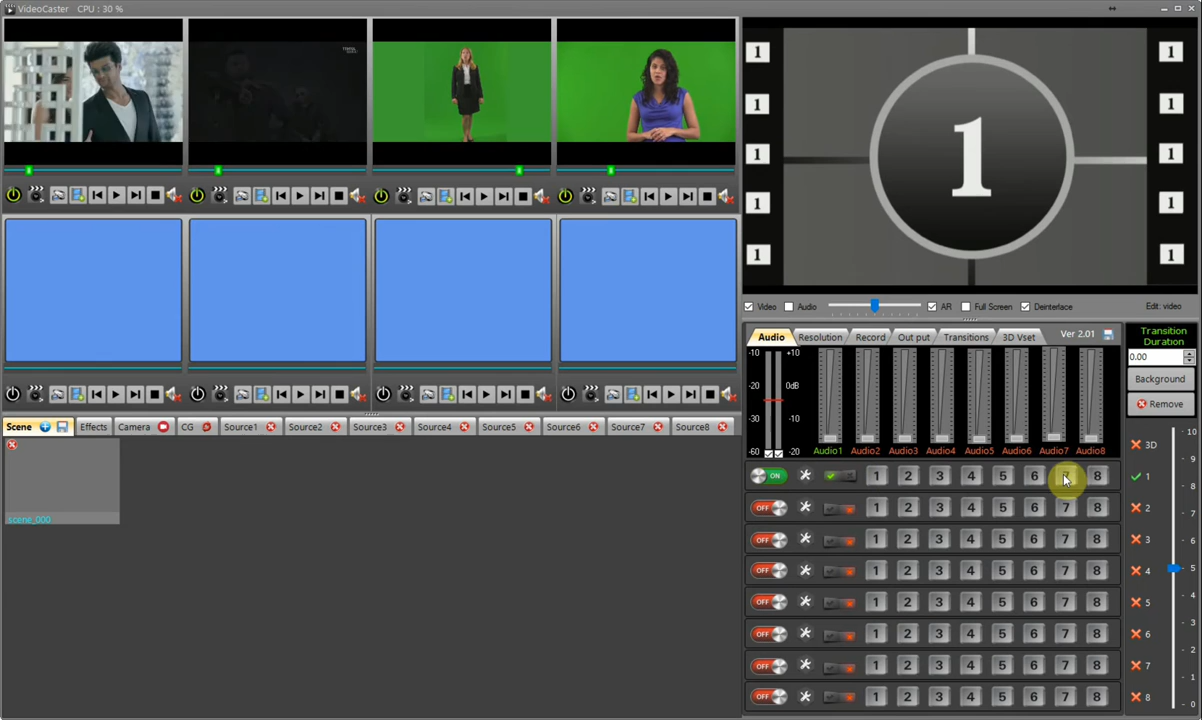 VideoCaster CPU : 30 %
1 1
1 1
1 1 1
1 1
1 1
Video Audio AR Full Screen Deinterlace Edit: video
Audio Resolution Record Out put Transitions 3D Vset Ver 2.01
Transition
Duration
0.00
Background
Remove
-10 +10
-20 0dB
-30 -10
-60 -20
Audio1 Audio2 Audio3 Audio4 Audio5 Audio6 Audio7 Audio8
Scene Effects Camera CG Source1 Source2 Source3 Source4 Source5 Source6 Source7 Source8
scene_000
ON 1 2 3 4 5 6 7 8
OFF 1 2 3 4 5 6 7 8
OFF 1 2 3 4 5 6 7 8
OFF 1 2 3 4 5 6 7 8
OFF 1 2 3 4 5 6 7 8
OFF 1 2 3 4 5 6 7 8
OFF 1 2 3 4 5 6 7 8
OFF 1 2 3 4 5 6 7 8
3D
1
2
3
4
5
6
7
8
- 10
- 9
- 8
- 7
- 6
- 5
- 4
- 3
- 2
- 1
- 0